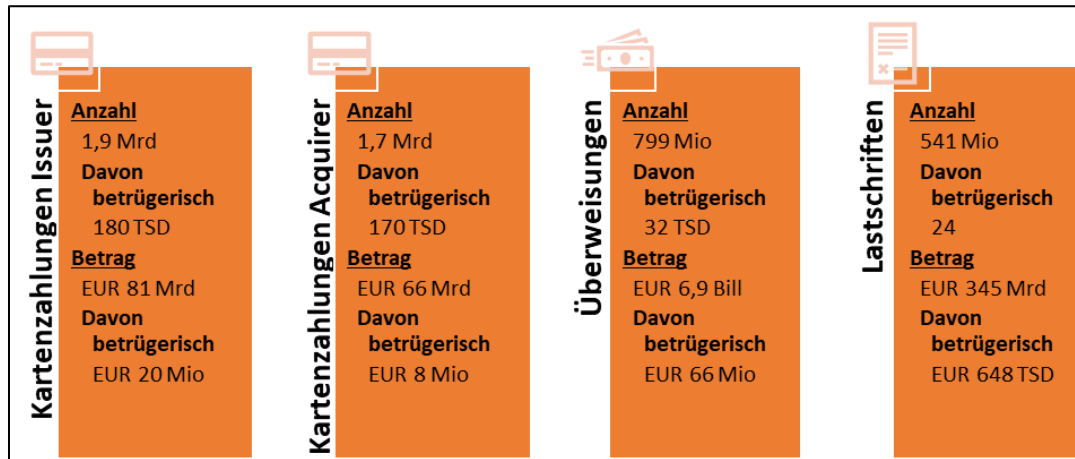 Kartenzahlungen Issuer
Anzahl
1,9 Mrd
Davon
betrügerisch
180 TSD
Betrag
EUR 81 Mrd
Davon
betrügerisch
EUR 20 Mio
Kartenzahlungen Acquirer
Anzahl
1,7 Mrd
Davon
betrügerisch
170 TSD
Betrag
EUR 66 Mrd
Davon
betrügerisch
EUR 8 Mio
Überweisungen
Anzahl
799 Mio
Davon
betrügerisch
32 TSD
Betrag
EUR 6,9 Bill
Davon
betrügerisch
EUR 66 Mio
Lastschriften
Anzahl
541 Mio
Davon
betrügerisch
24
Betrag
EUR 345 Mrd
Davon
betrügerisch
EUR 648 TSD